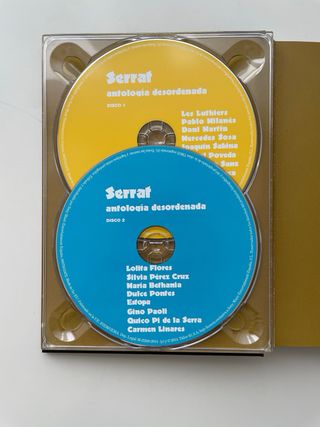 Serrat
antología desordenada
DISCO 1
Les Luthiers
Pablo Milanés
Dani Martín
Mercedes Sosa
Joaquín Sabina
Poveda
Sanz
Serrat
antología desordenada
DISCO 2
Lolita Flores
Silvia Pérez Cruz
Maria Bethania
Dulce Pontes
Estopa
Gino Paoli
Quico Pi de la Serra
Carmen Linares